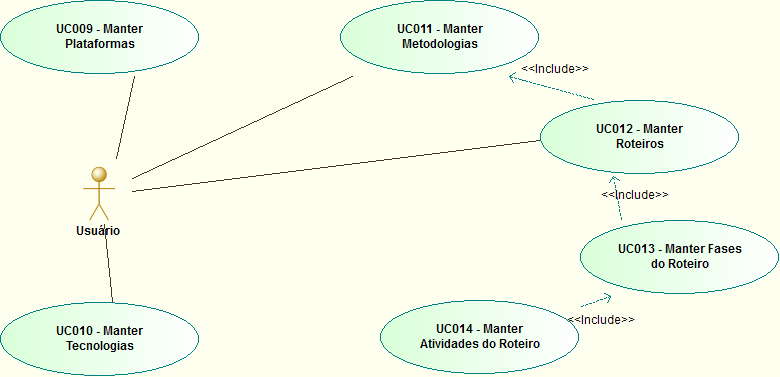 UC009 - Manter
Plataformas
UC011 - Manter
Metodologias
<<Include>>
UC012 - Manter
Roteiros
<<Include>>
Usuário
UC013 - Manter Fases
do Roteiro
UC010 - Manter
Tecnologias
UC014 - Manter
Atividades do Roteiro
<<Include>>